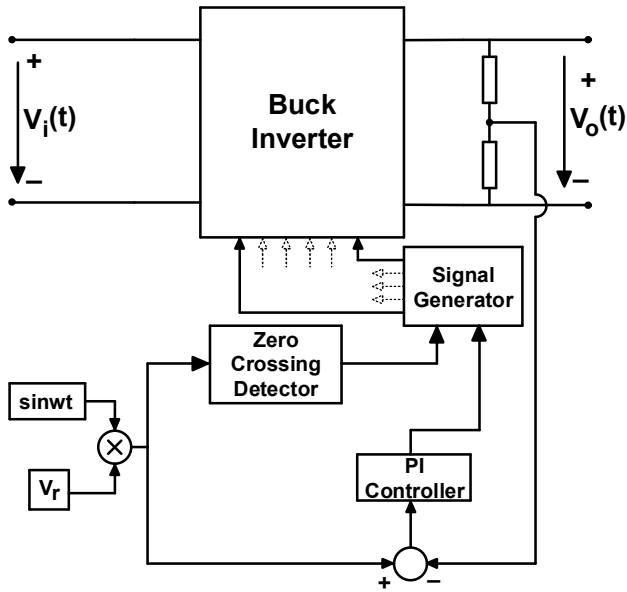 Buck
Inverter
+
V_i(t)
−
+
V_o(t)
−
Signal
Generator
Zero
Crossing
Detector
sinwt
×
V_r
PI
Controller
+
−